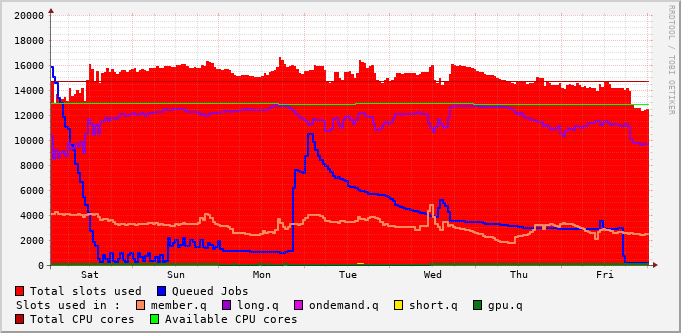 20000
18000
16000
14000
12000
10000
8000
6000
4000
2000
0
Sat Sun Mon Tue Wed Thu Fri
RRDTOOL / TOBI OETIKER
Total slots used Queued Jobs
Slots used in : member.q long.q ondemand.q short.q gpu.q
Total CPU cores Available CPU cores